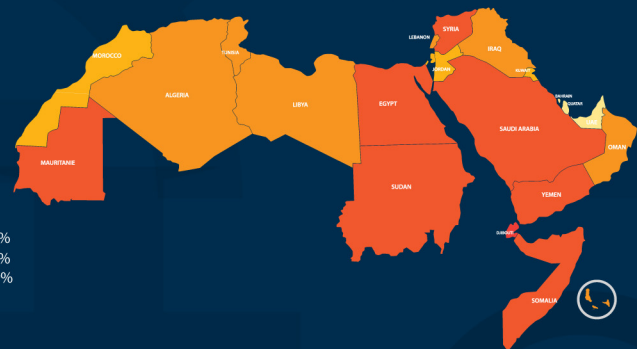 SYRIA
LEBANON
IRAQ
MOROCCO
TUNISIA
JORDAN
KUWAIT
ALGERIA
LIBYA
EGYPT
BAHRAIN
QUATAR
UAE
SAUDI ARABIA
OMAN
MAURITANIE
SUDAN
YEMEN
DJIBOUTI
%
%
%
SOMALIA